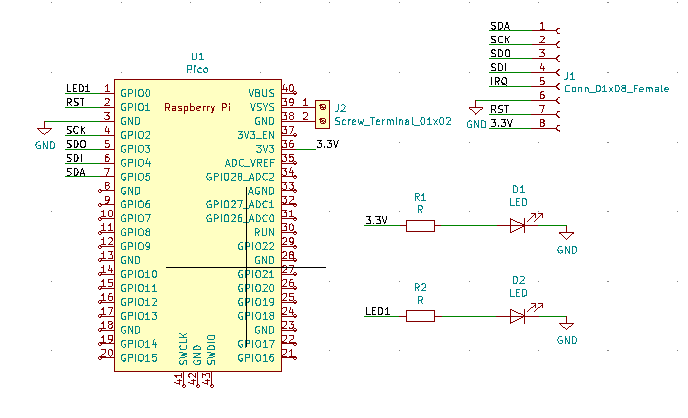 U1
Pico
Raspberry Pi
LED1 1 GPIO0
RST 2 GPIO1
3 GND
GND
SCK 4 GPIO2
SDO 5 GPIO3
SDI 6 GPIO4
SDA 7 GPIO5
8 GND
9 GPIO6
10 GPIO7
11 GPIO8
12 GPIO9
13 GND
14 GPIO10
15 GPIO11
16 GPIO12
17 GPIO13
18 GND
19 GPIO14
20 GPIO15
VBUS 40
VSYS 39
GND 38
3V3_EN 37
3V3 36 3.3V
ADC_VREF 35
GPIO28_ADC2 34
AGND 33
GPIO27_ADC1 32
GPIO26_ADC0 31
RUN 30
GPIO22 29
GND 28
GPIO21 27
GPIO20 26
GPIO19 25
GPIO18 24
GND 23
GPIO17 22
GPIO16 21
SWCLK 41
GND 42
SWDIO 43
1
2
J2
Screw_Terminal_01x02
SDA 1
SCK 2
SDO 3
SDI 4
IRQ 5
6
GND
RST 7
3.3V 8
J1
Conn_01x08_Female
3.3V
R1
R
D1
LED
GND
LED1
R2
R
D2
LED
GND